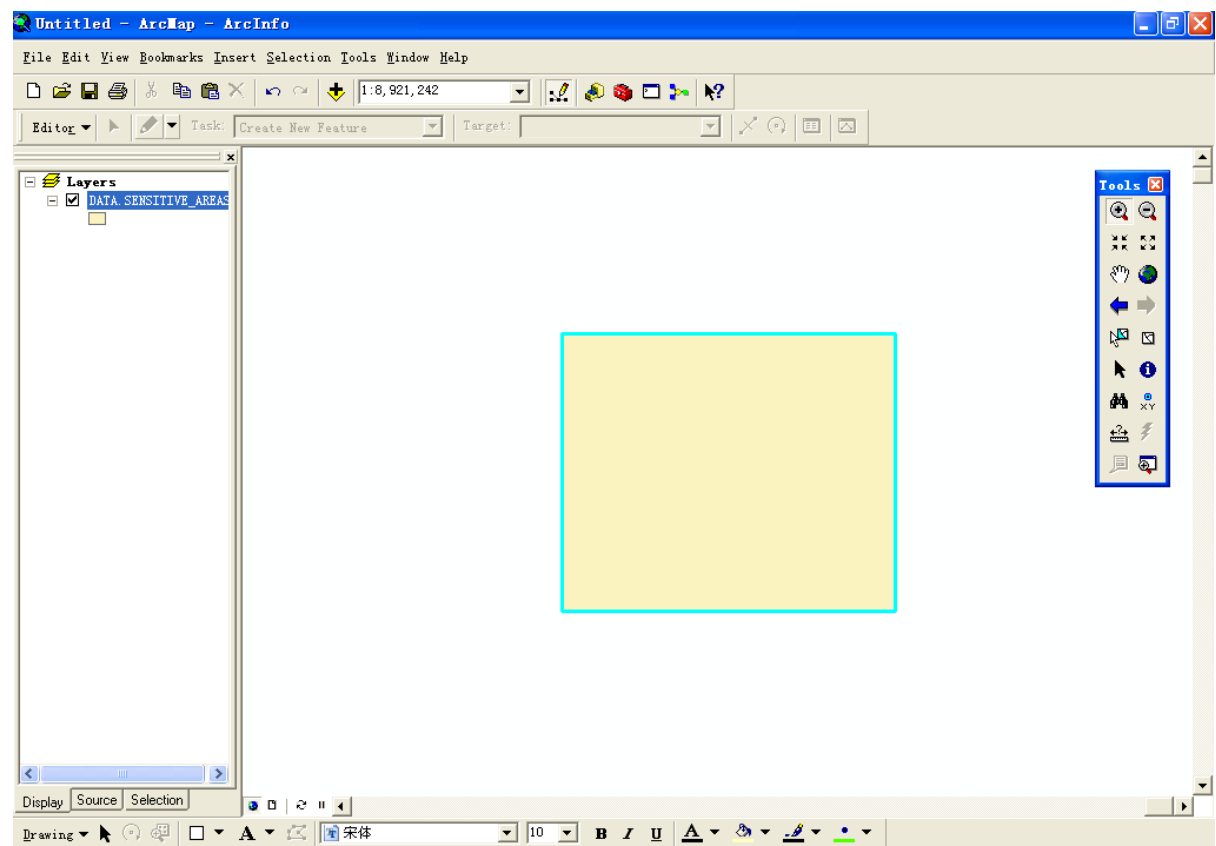 Untitled - ArcMap - ArcInfo
File Edit View Bookmarks Insert Selection Tools Window Help
1:8,921,242
Editor Task: Create New Feature Target:
Layers
DATA.SENSITIVE_AREAS
Tools
XY
Display Source Selection
Drawing A 宋体 10 B I U A